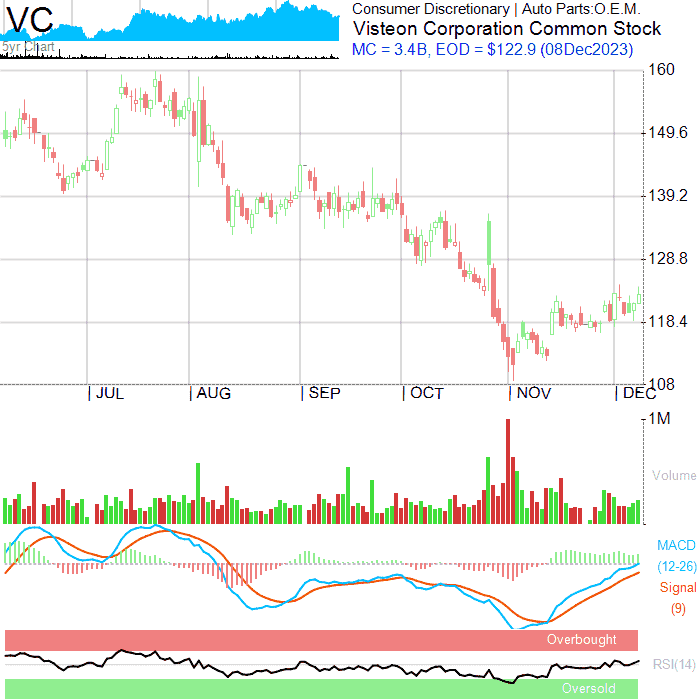 VC
5yr Chart
Consumer Discretionary | Auto Parts:O.E.M.
Visteon Corporation Common Stock
MC = 3.4B, EOD = $122.9 (08Dec2023)
160
149.6
139.2
128.8
118.4
108
JUL AUG SEP OCT NOV DEC
1M
Volume
MACD
(12-26)
Signal
(9)
Overbought
RSI(14)
Oversold